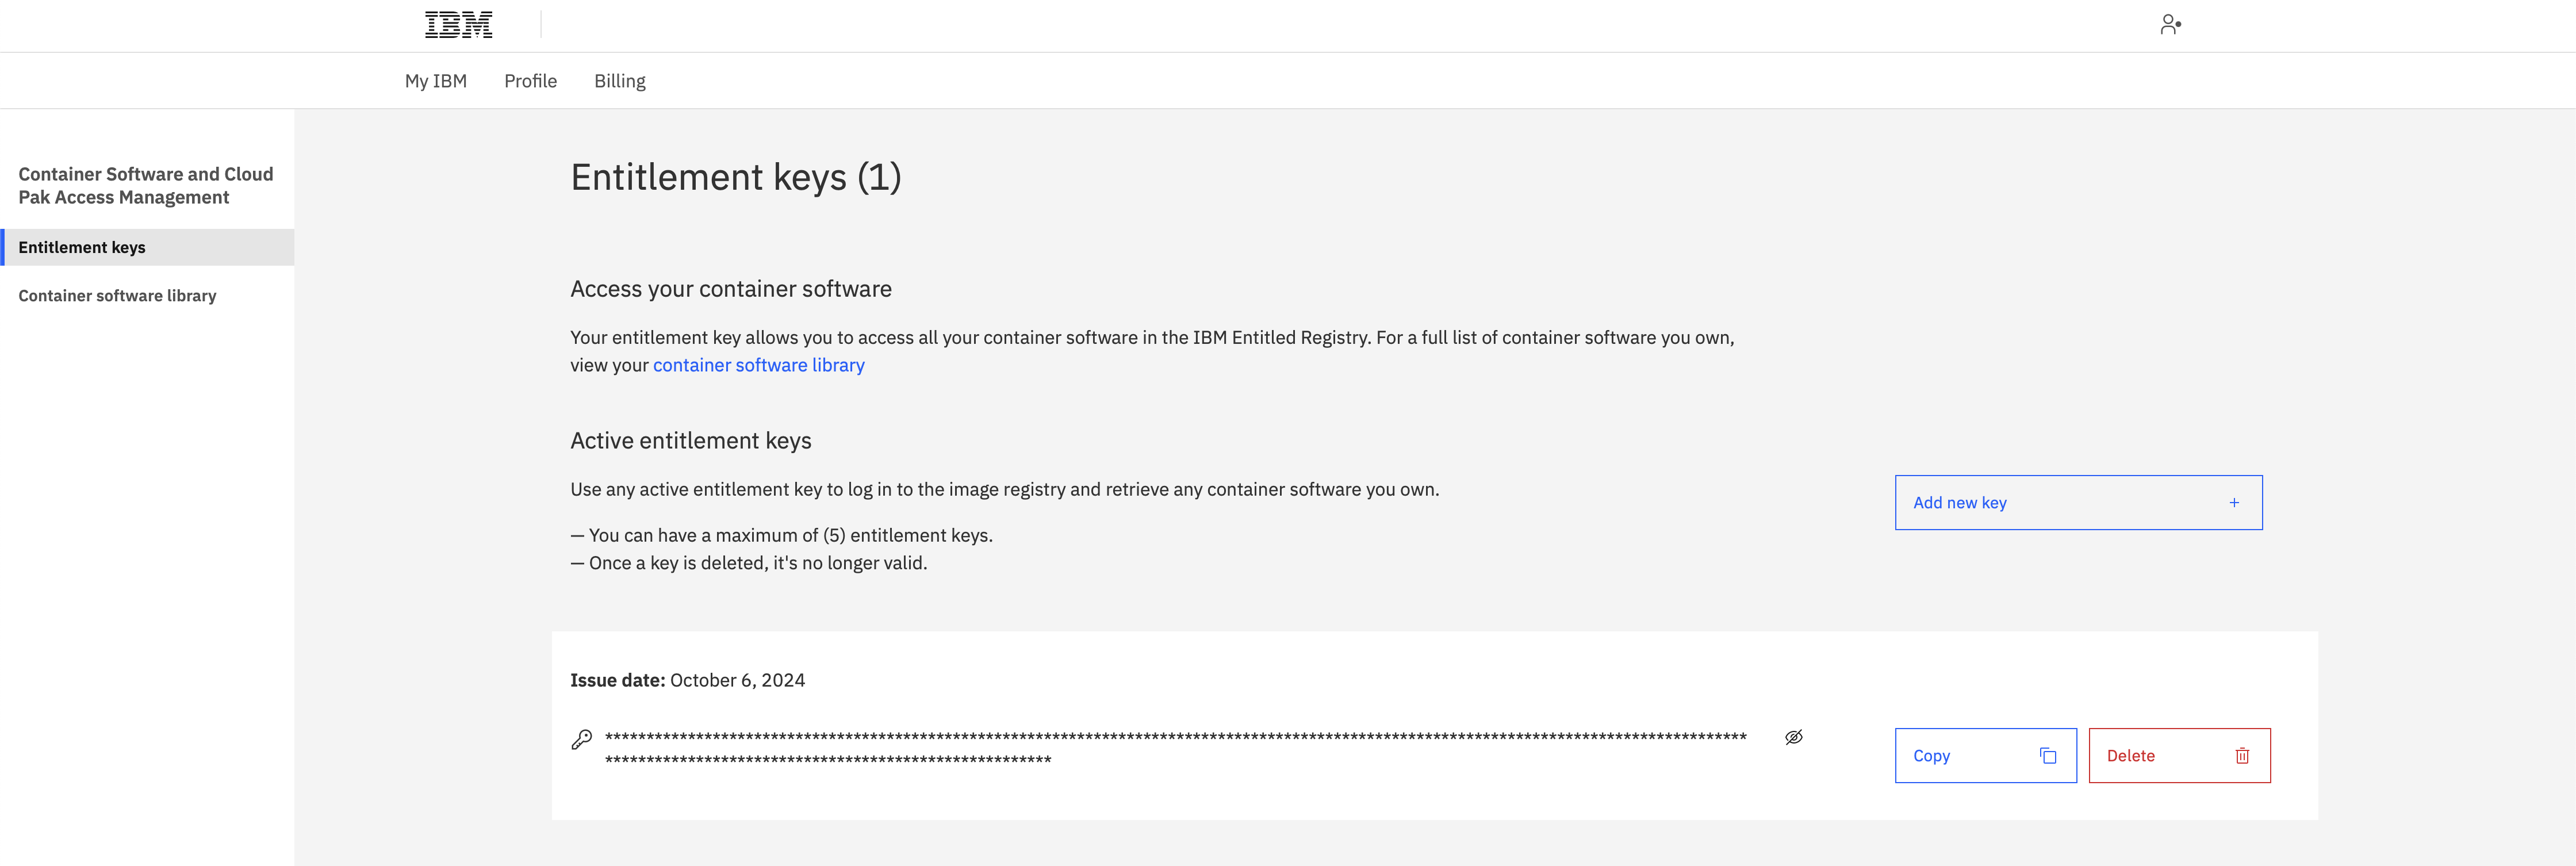 IBM
My IBM Profile Billing
Container Software and Cloud
Pak Access Management
Entitlement keys
Container software library
Entitlement keys (1)
Access your container software
Your entitlement key allows you to access all your container software in the IBM Entitled Registry. For a full list of container software you own,
view your container software library
Active entitlement keys
Use any active entitlement key to log in to the image registry and retrieve any container software you own.
— You can have a maximum of (5) entitlement keys.
— Once a key is deleted, it's no longer valid.
Add new key +
Issue date: October 6, 2024
******************************************************************************************************************************************
******************************************************
Copy
Delete